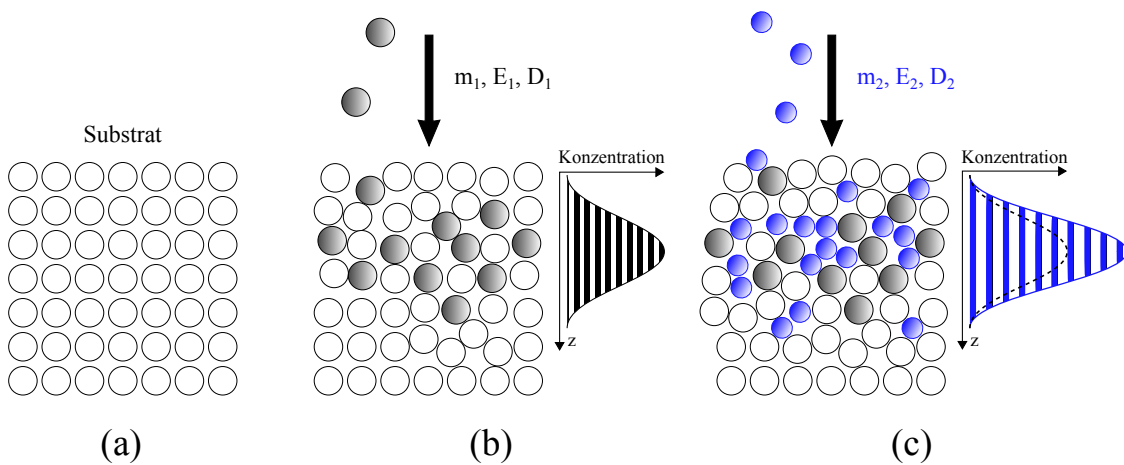 Substrat
(a)
m₁, E₁, D₁
Konzentration
z
(b)
m₂, E₂, D₂
Konzentration
z
(c)